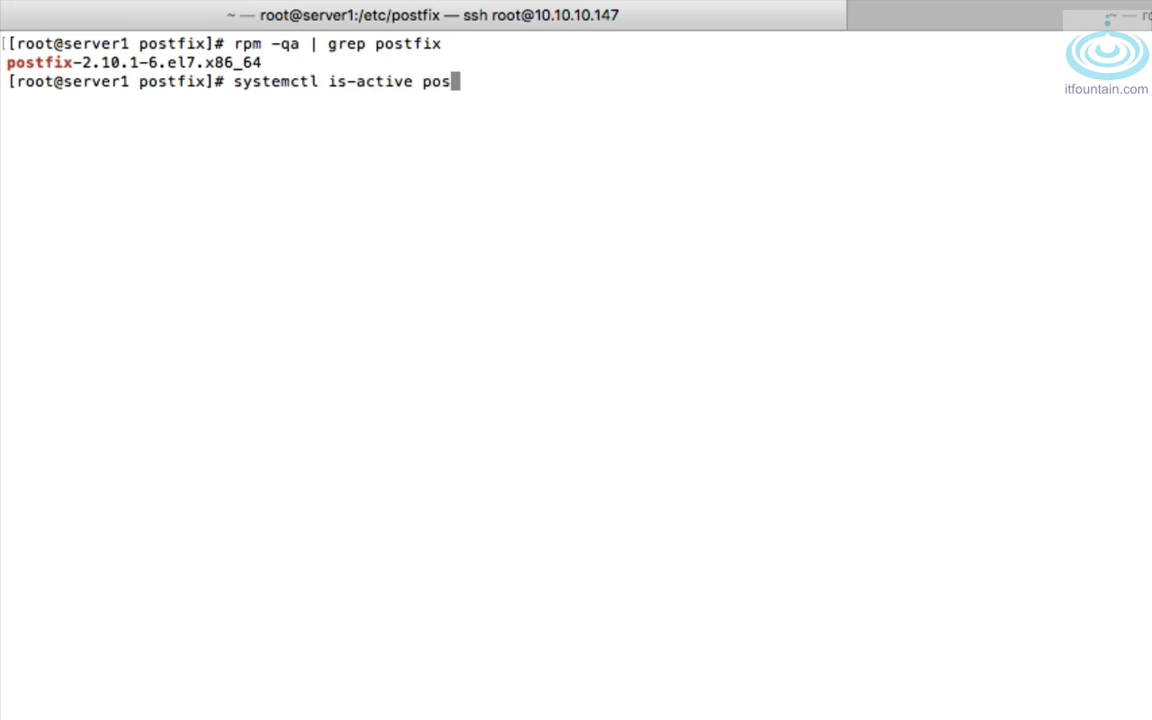 ~ — root@server1:/etc/postfix — ssh root@10.10.10.147
~ — ro
[[root@server1 postfix]# rpm -qa | grep postfix
postfix-2.10.1-6.el7.x86_64
[root@server1 postfix]# systemctl is-active pos
itfountain.com